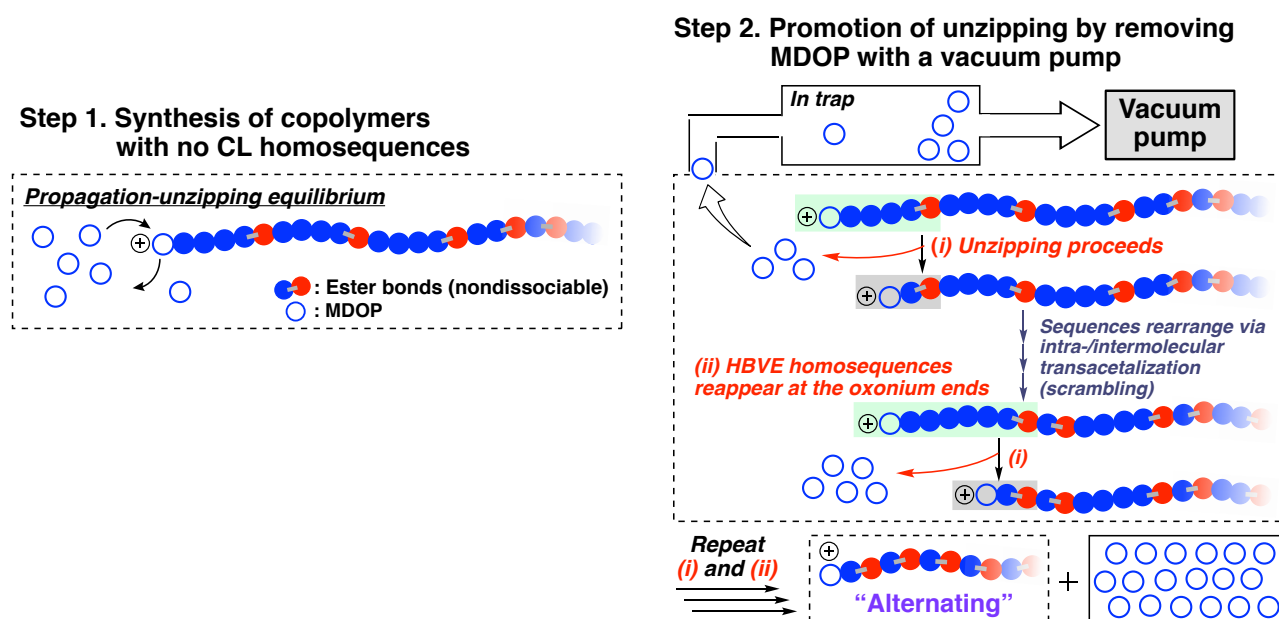 Step 1. Synthesis of copolymers
with no CL homosequences
Propagation-unzipping equilibrium
+
: Ester bonds (nondissociable)
: MDOP
Step 2. Promotion of unzipping by removing
MDOP with a vacuum pump
In trap
Vacuum
pump
+
(i) Unzipping proceeds
+
Sequences rearrange via
intra-/intermolecular
transacetalization
(scrambling)
(ii) HBVE homosequences
reappear at the oxonium ends
+
(i)
+
Repeat
(i) and (ii)
+
"Alternating"
+